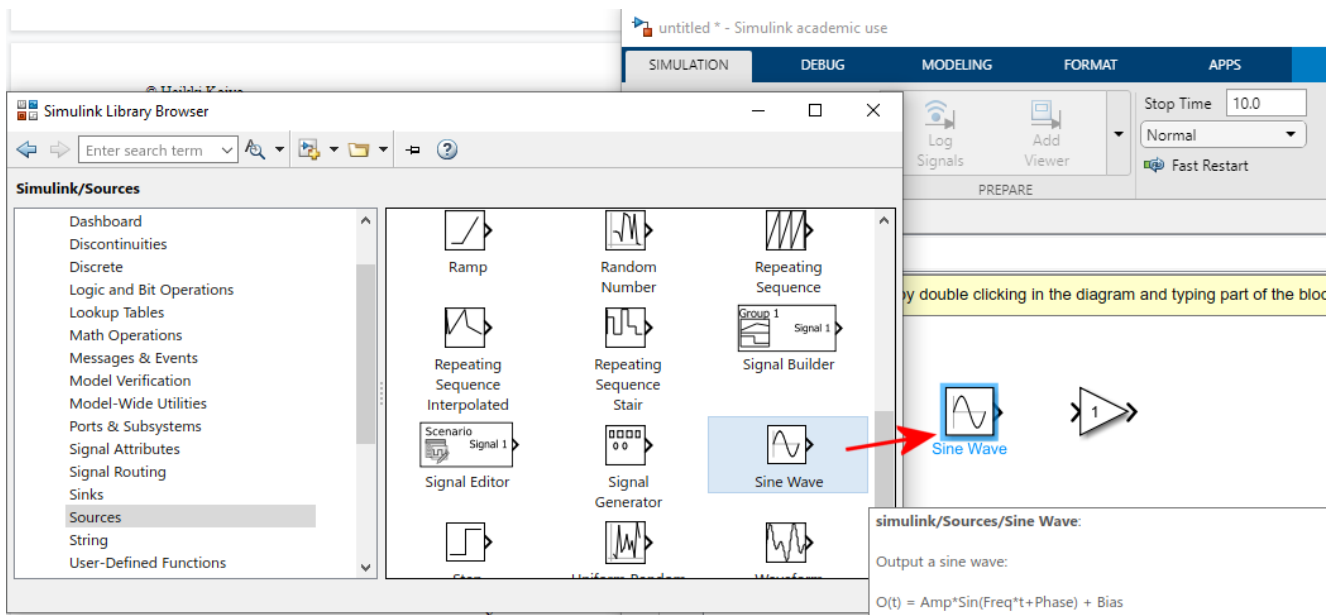 untitled * - Simulink academic use
SIMULATION
DEBUG
MODELING
FORMAT
APPS
Simulink Library Browser
Enter search term
Log
Signals
Add
Viewer
PREPARE
Stop Time
10.0
Normal
Fast Restart
Simulink/Sources
Dashboard
Discontinuities
Discrete
Logic and Bit Operations
Lookup Tables
Math Operations
Messages & Events
Model Verification
Model-Wide Utilities
Ports & Subsystems
Signal Attributes
Signal Routing
Sinks
Sources
String
User-Defined Functions
Ramp
Random
Number
Repeating
Sequence
Repeating
Sequence
Interpolated
Repeating
Sequence
Stair
Group 1
Signal 1
Signal Builder
Scenario
Signal 1
Signal Editor
Signal
Generator
Sine Wave
by double clicking in the diagram and typing part of the
Sine Wave
1
simulink/Sources/Sine Wave:
Output a sine wave:
O(t) = Amp*Sin(Freq*t+Phase) + Bias